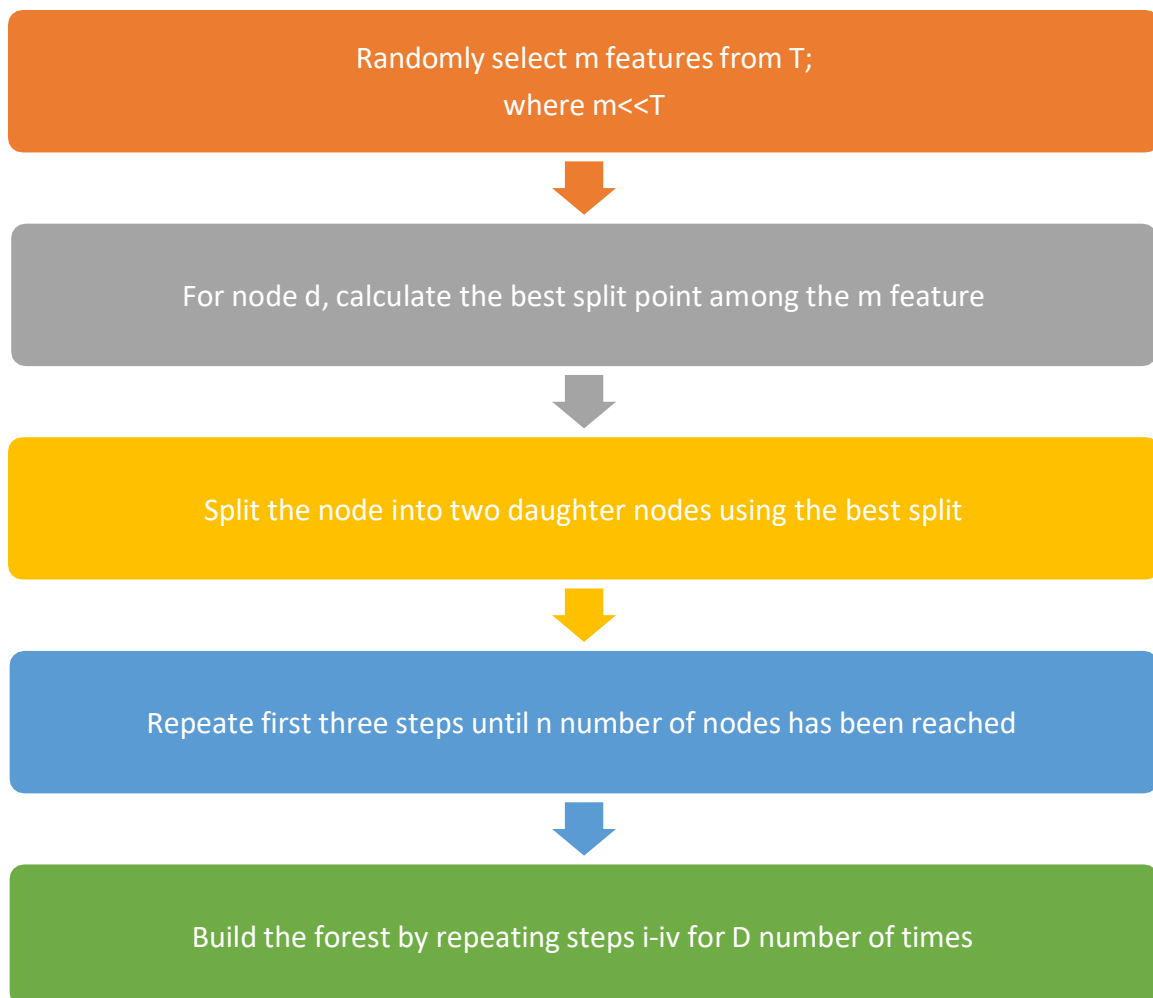 Randomly select m features from T;
where m<<T
For node d, calculate the best split point among the m feature
Split the node into two daughter nodes using the best split
Repeate first three steps until n number of nodes has been reached
Build the forest by repeating steps i-iv for D number of times